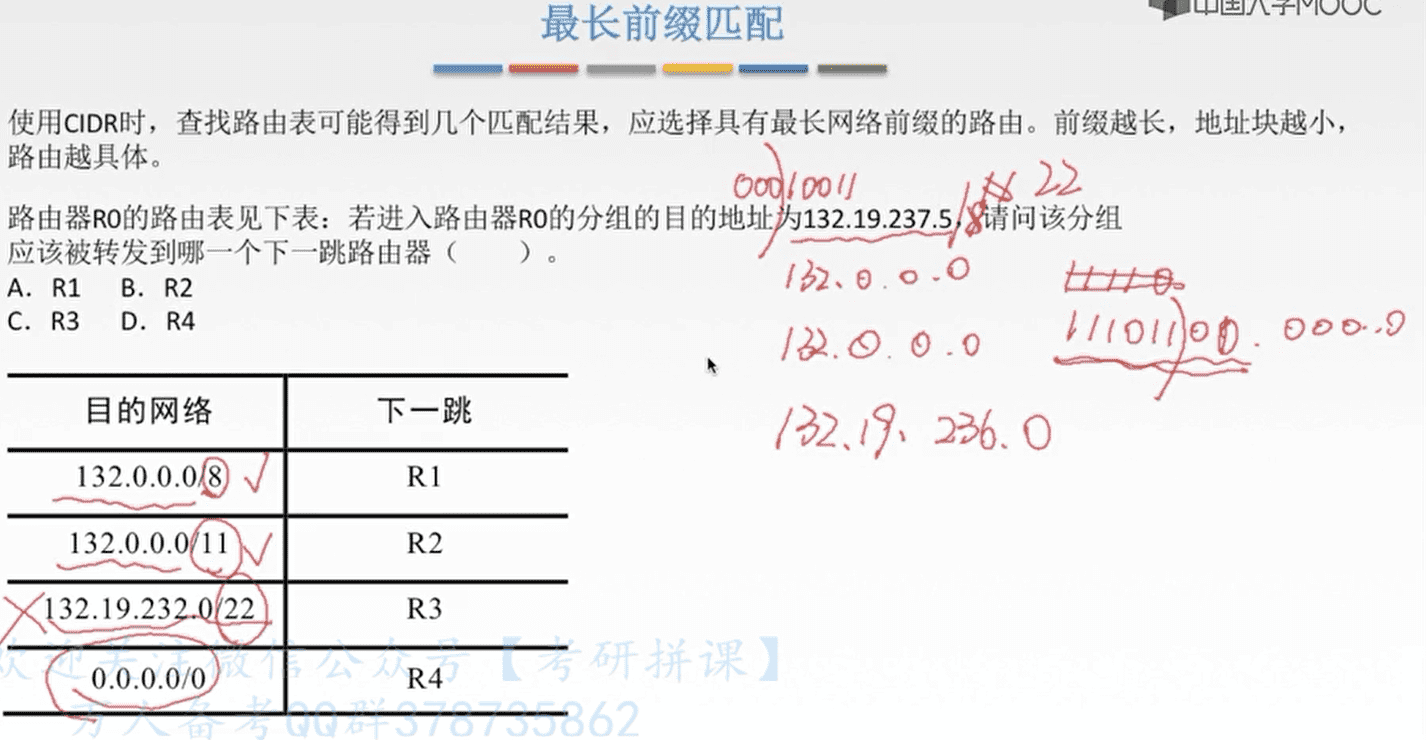 中国大学MOOC
最长前缀匹配
使用CIDR时，查找路由表可能得到几个匹配结果，应选择具有最长网络前缀的路由。前缀越长，地址块越小，
路由越具体。
00010011
22
路由器R0的路由表见下表：若进入路由器R0的分组的目的地址为132.19.237.5，请问该分组
应该被转发到哪一个下一跳路由器（ ）。
132.0.0.0
A．R1 B．R2
C．R3 D．R4
11101100.000..0
132.0.0.0
132.19.236.0
目的网络 下一跳
132.0.0.0/8 R1
132.0.0.0/11 R2
132.19.232.0/22 R3
0.0.0.0/0 R4
欢迎关注微信公众号【考研拼课】
万人备考QQ群378735862